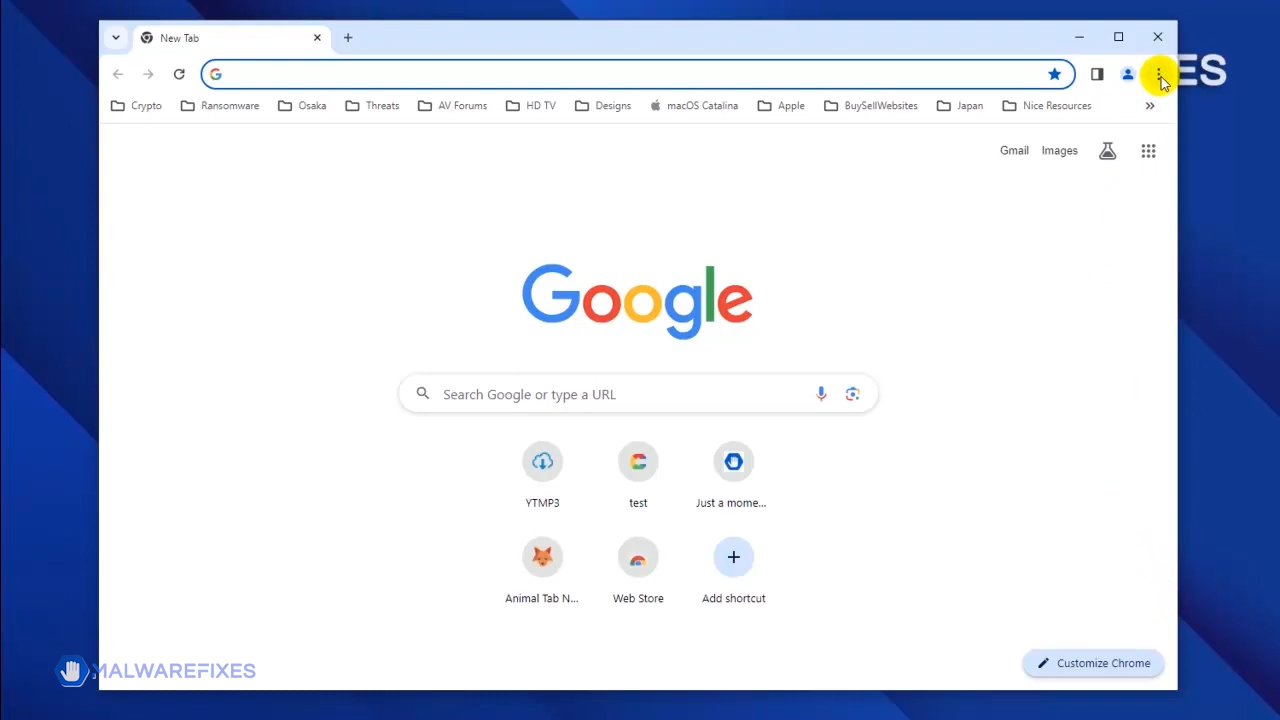 New Tab
ES
Crypto Ransomware Osaka Threats AV Forums HD TV Designs macOS Catalina Apple BuySellWebsites Japan Nice Resources
Gmail Images
Google
Search Google or type a URL
YTMP3 test Just a mome...
Animal Tab N... Web Store Add shortcut
Customize Chrome
MALWAREFIXES